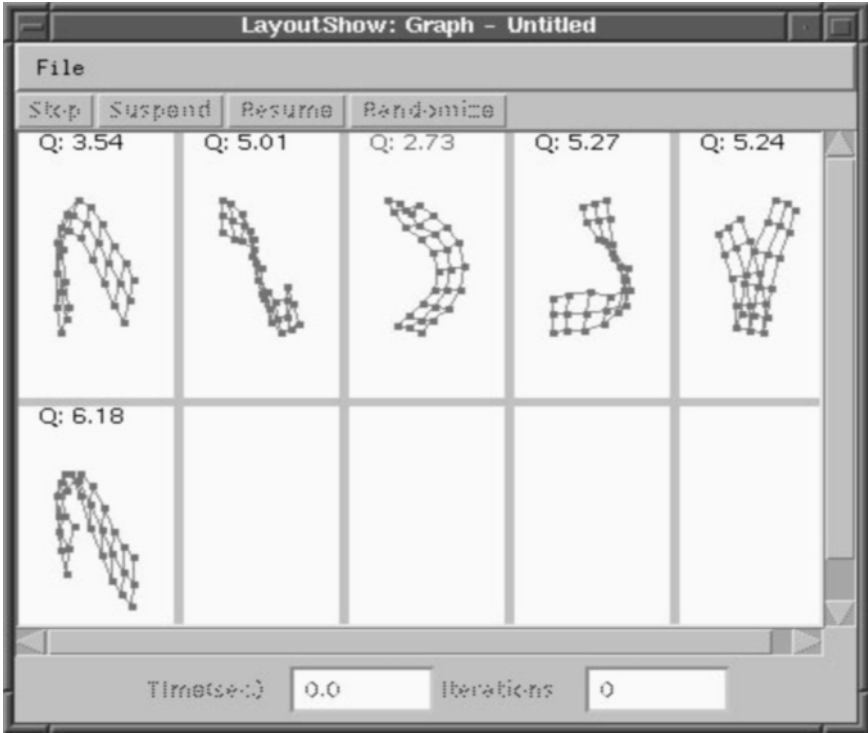 LayoutShow: Graph – Untitled
File
Stop Suspend Resume Randomize
Q: 3.54 Q: 5.01 Q: 2.73 Q: 5.27 Q: 5.24
Q: 6.18
Time(sec) 0.0 Iterations 0